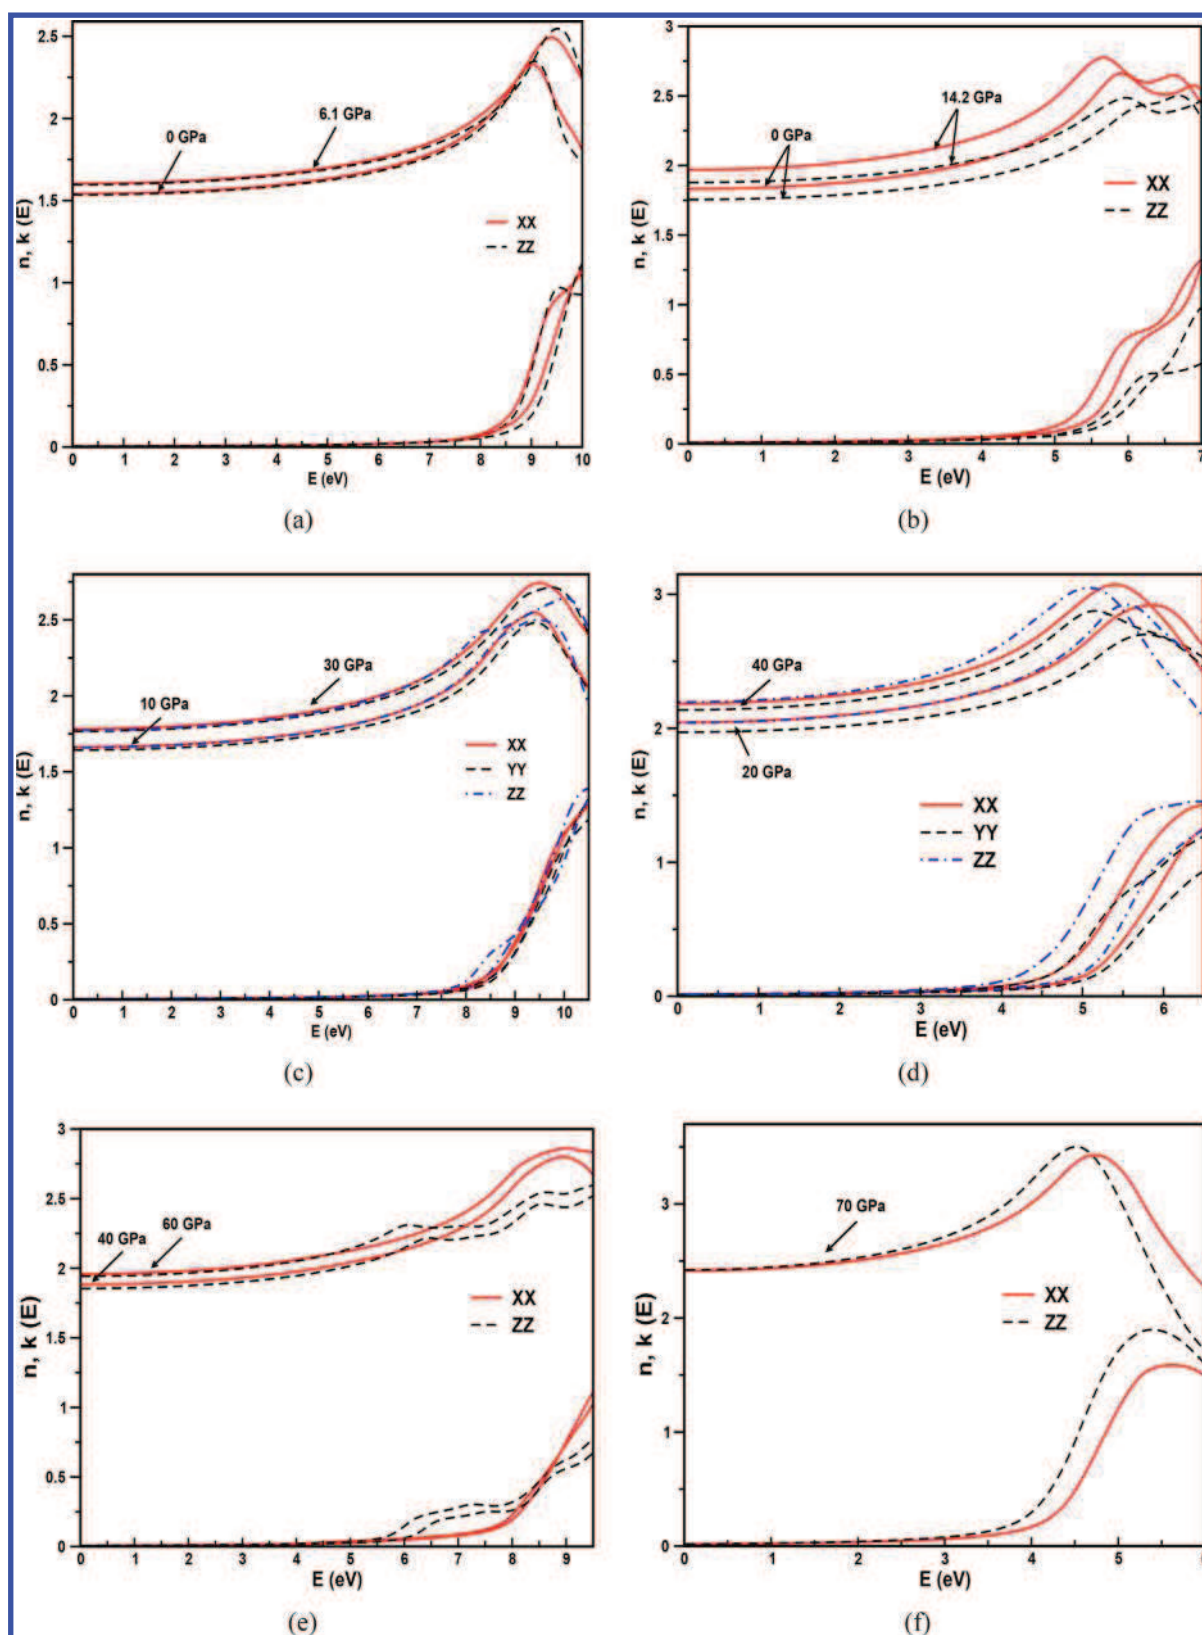 2.5
2
1.5
1
0.5
0
n, k (E)
0 GPa
6.1 GPa
XX
ZZ
0 1 2 3 4 5 6 7 8 9 10
E (eV)
(a)
3
2.5
2
1.5
1
0.5
0
n, k (E)
14.2 GPa
0 GPa
XX
ZZ
0 1 2 3 4 5 6 7
E (eV)
(b)
2.5
2
1.5
1
0.5
0
n, k (E)
30 GPa
10 GPa
XX
YY
ZZ
0 1 2 3 4 5 6 7 8 9 10
E (eV)
(c)
3
2
1
0
n, k (E)
40 GPa
20 GPa
XX
YY
ZZ
0 1 2 3 4 5 6
E (eV)
(d)
3
2.5
2
1.5
1
0.5
0
n, k (E)
60 GPa
40 GPa
XX
ZZ
0 1 2 3 4 5 6 7 8 9
E (eV)
(e)
3
2
1
0
n, k (E)
70 GPa
XX
ZZ
0 1 2 3 4 5 6
E (eV)
(f)